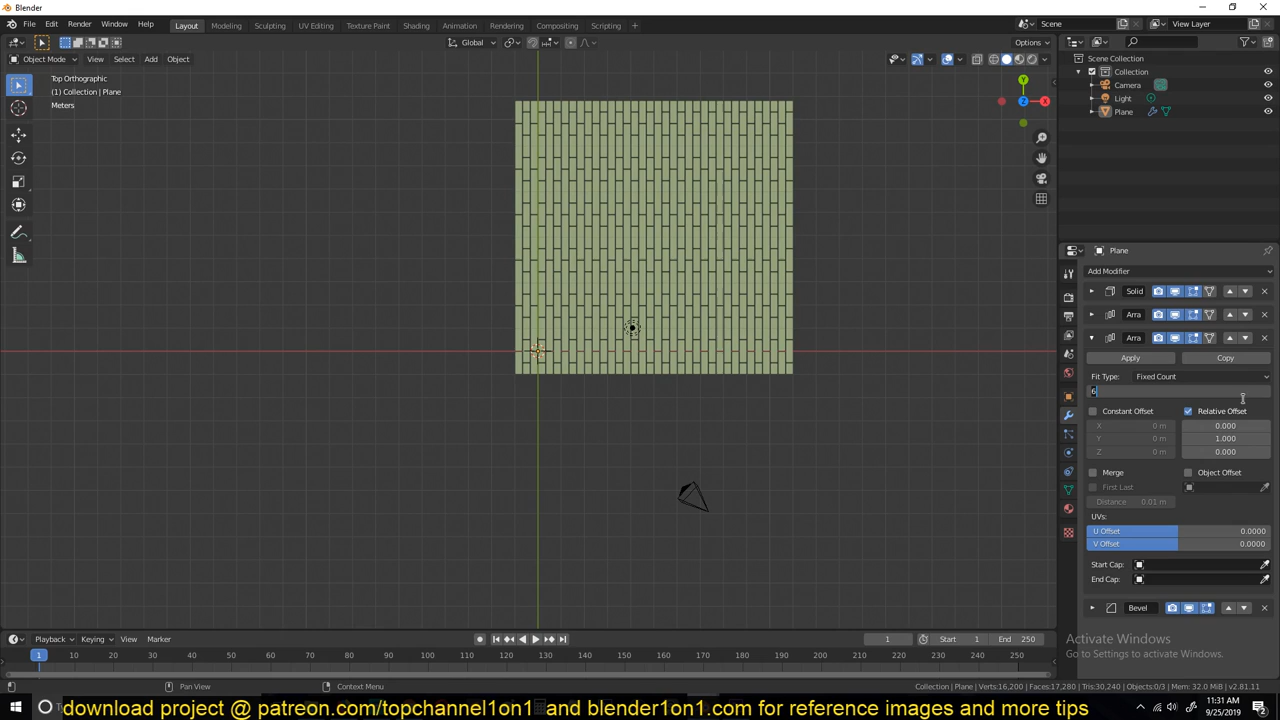 Blender
File Edit Render Window Help Layout Modeling Sculpting UV Editing Texture Paint Shading Animation Rendering Compositing Scripting + Scene View Layer
Global Options
Object Mode View Select Add Object
Top Orthographic
(1) Collection | Plane
Meters
Y
Z X
Scene Collection
Collection
Camera
Light
Plane
Plane
Add Modifier
Solid
Arra
Arra
Apply Copy
Fit Type: Fixed Count
6
Constant Offset Relative Offset
X 0 m 0.000
Y 0 m 1.000
Z 0 m 0.000
Merge Object Offset
First Last
Distance 0.01 m
UVs:
U Offset 0.0000
V Offset 0.0000
Start Cap:
End Cap:
Bevel
Playback Keying View Marker 1 Start 1 End 250
1 10 20 30 40 50 60 70 80 90 100 110 120 130 140 150 160 170 180 190 200 210 220 230 240 250
Activate Windows
Go to Settings to activate Windows.
Pan View Context Menu Collection | Plane | Verts:16,200 | Faces:17,280 | Tris:30,240 | Objects:0/3 | Mem: 32.0 MiB | v2.81.11
download project @ patreon.com/topchannel1on1 and blender1on1.com for reference images and more tips
11:31 AM
9/25/2019